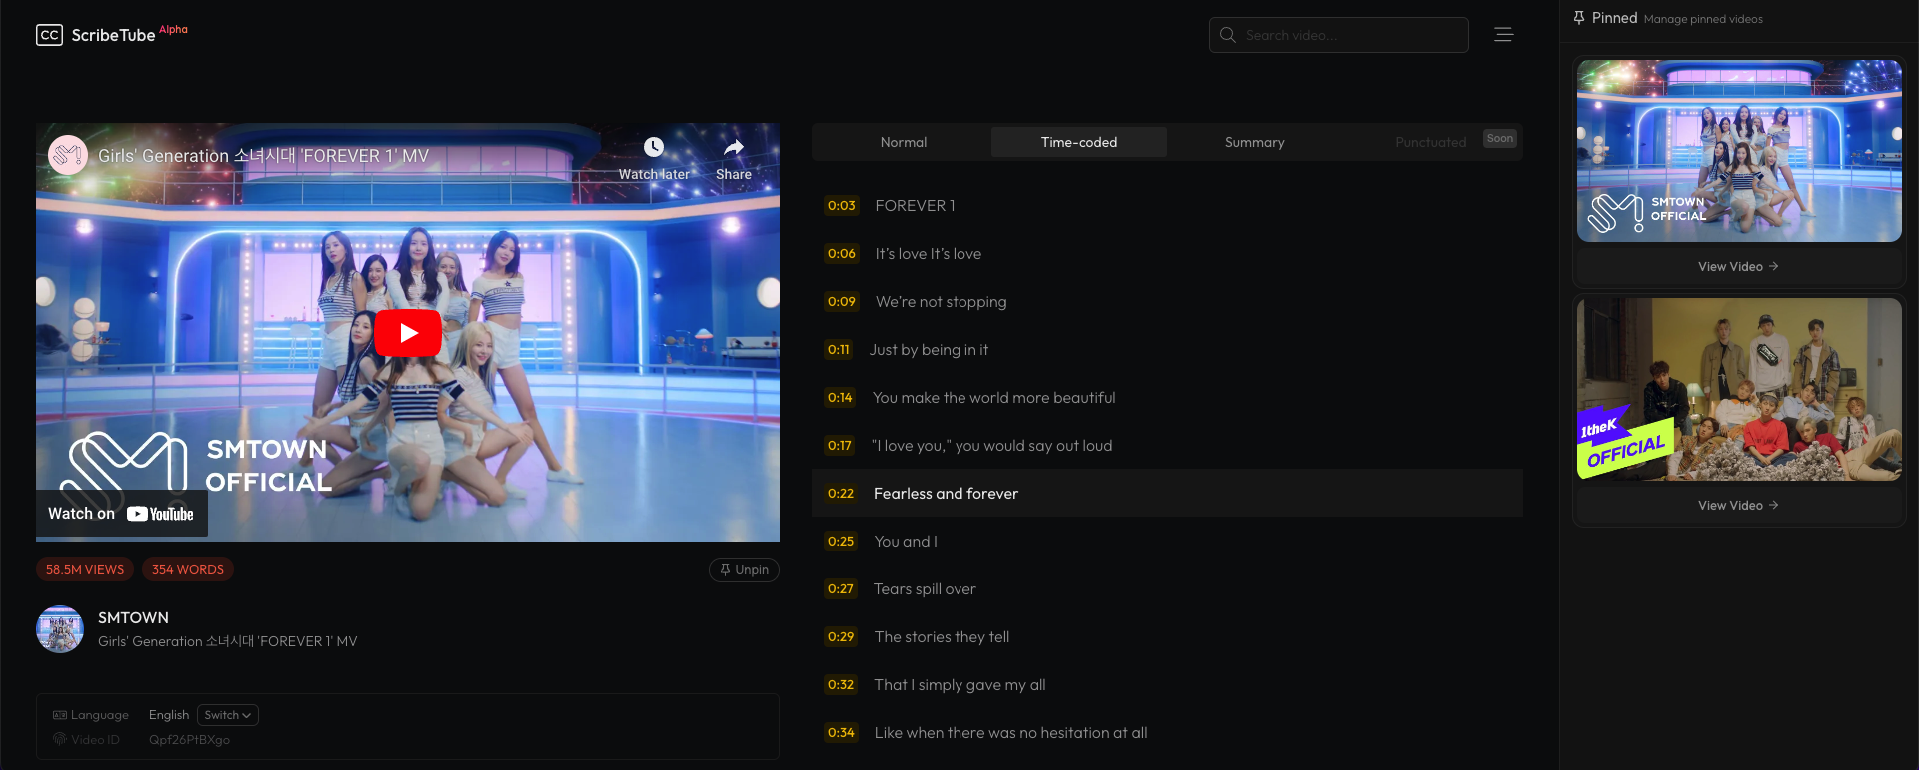 CC ScribeTube Alpha
Search video...
Girls' Generation 소녀시대 'FOREVER 1' MV
Watch later
Share
SMTOWN
OFFICIAL
Watch on YouTube
58.5M VIEWS
354 WORDS
Unpin
SMTOWN
Girls' Generation 소녀시대 'FOREVER 1' MV
Language English Switch
Video ID Qpf26PtBXgo
Normal
Time-coded
Summary
Punctuated Soon
0:03 FOREVER 1
0:06 It's love It's love
0:09 We're not stopping
0:11 Just by being in it
0:14 You make the world more beautiful
0:17 "I love you," you would say out loud
0:22 Fearless and forever
0:25 You and I
0:27 Tears spill over
0:29 The stories they tell
0:32 That I simply gave my all
0:34 Like when there was no hesitation at all
Pinned Manage pinned videos
SMTOWN
OFFICIAL
View Video →
1theK
OFFICIAL
View Video →